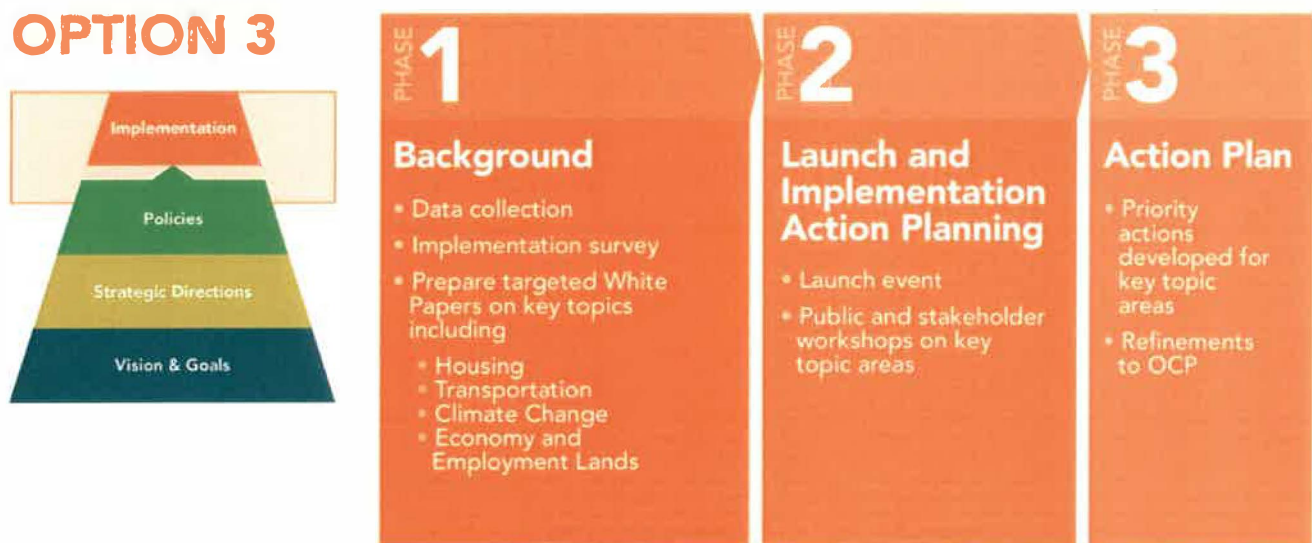 OPTION 3
Implementation
Policies
Strategic Directions
Vision & Goals
PHASE 1
Background
• Data collection
• Implementation survey
• Prepare targeted White
Papers on key topics
including
• Housing
• Transportation
• Climate Change
• Economy and
Employment Lands
PHASE 2
Launch and
Implementation
Action Planning
• Launch event
• Public and stakeholder
workshops on key
topic areas
PHASE 3
Action Plan
• Priority
actions
developed for
key topic
areas
• Refinements
to OCP